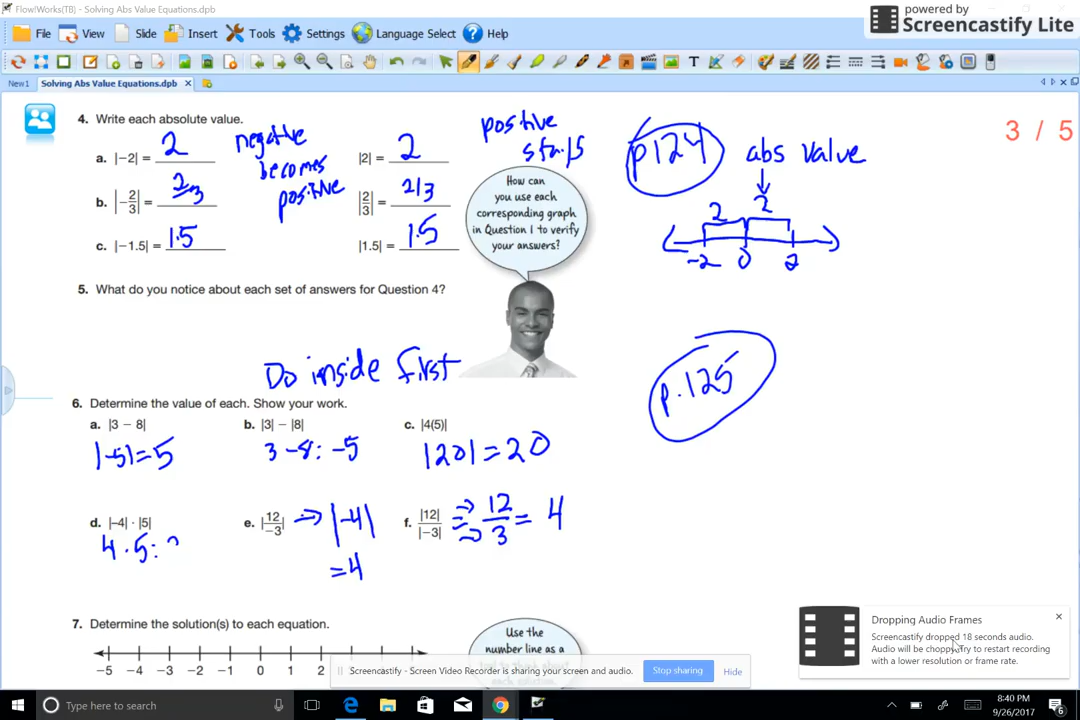 Flow!Works(TB) - Solving Abs Value Equations.dpb
powered by
Screencastify Lite
File View Slide Insert Tools Settings Language Select Help
New1 Solving Abs Value Equations.dpb
3 / 5
4. Write each absolute value.
a. |−2| = 2
|2| = 2
b. |−2/3| = 2/3
|2/3| = 2/3
c. |−1.5| = 1.5
|1.5| = 1.5
negative
becomes
positive
positive
stays
How can
you use each
corresponding graph
in Question 1 to verify
your answers?
p124
abs value
2 2
-2 0 2
5. What do you notice about each set of answers for Question 4?
Do inside first
p.125
6. Determine the value of each. Show your work.
a. |3 − 8| b. |3| − |8| c. |4(5)|
|-5| = 5 3 -8 = -5 |20| = 20
d. |−4| · |5| e. |12/−3| → |-4| f. |12|/|−3| = 12/3 = 4
4 · 5 =
= 4
7. Determine the solution(s) to each equation.
Use the
number line as a
−5 −4 −3 −2 −1 0 1 2
Screencastify - Screen Video Recorder is sharing your screen and audio. Stop sharing Hide
Dropping Audio Frames
Screencastify dropped 18 seconds audio.
Audio will be choppy. Try to restart recording
with a lower resolution or frame rate.
Type here to search
8:40 PM
9/26/2017
6